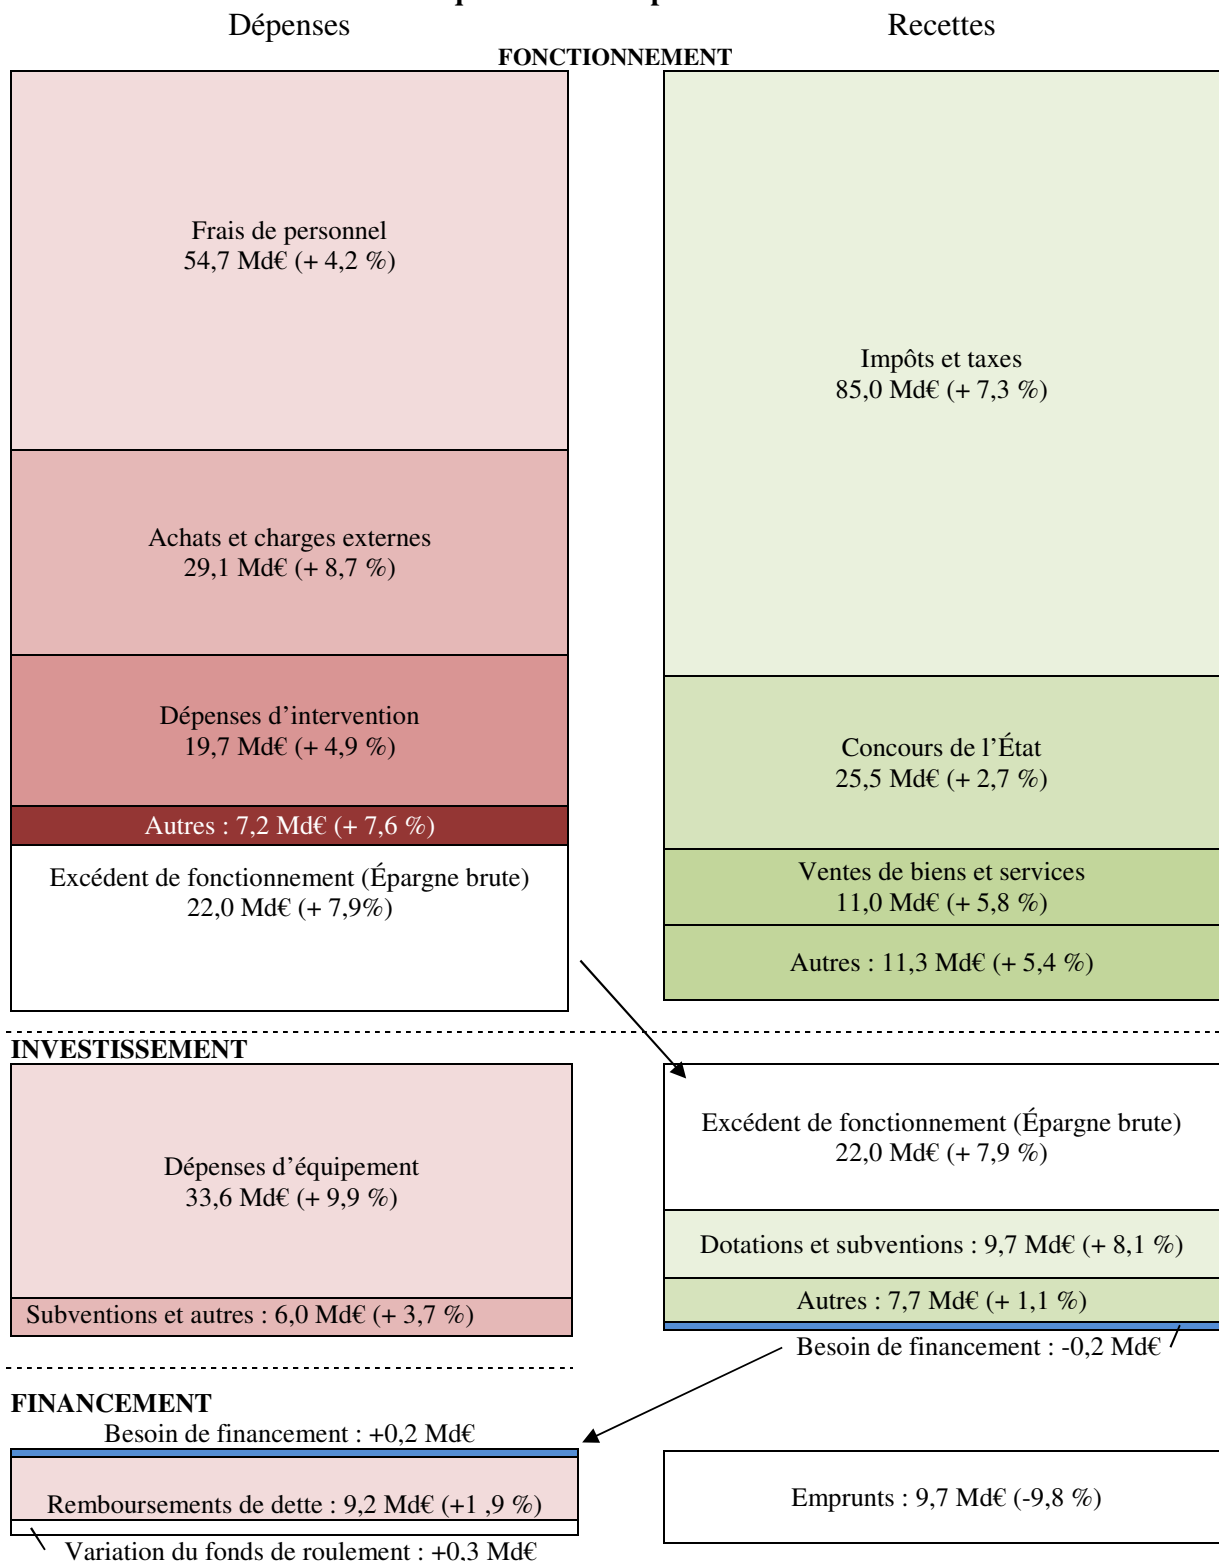 Dépenses
Recettes
FONCTIONNEMENT
Frais de personnel
54,7 Md€ (+ 4,2 %)
Achats et charges externes
29,1 Md€ (+ 8,7 %)
Dépenses d’intervention
19,7 Md€ (+ 4,9 %)
Autres : 7,2 Md€ (+ 7,6 %)
Excédent de fonctionnement (Épargne brute)
22,0 Md€ (+ 7,9%)
Impôts et taxes
85,0 Md€ (+ 7,3 %)
Concours de l’État
25,5 Md€ (+ 2,7 %)
Ventes de biens et services
11,0 Md€ (+ 5,8 %)
Autres : 11,3 Md€ (+ 5,4 %)
INVESTISSEMENT
Dépenses d’équipement
33,6 Md€ (+ 9,9 %)
Subventions et autres : 6,0 Md€ (+ 3,7 %)
Excédent de fonctionnement (Épargne brute)
22,0 Md€ (+ 7,9 %)
Dotations et subventions : 9,7 Md€ (+ 8,1 %)
Autres : 7,7 Md€ (+ 1,1 %)
Besoin de financement : -0,2 Md€
FINANCEMENT
Besoin de financement : +0,2 Md€
Remboursements de dette : 9,2 Md€ (+1 ,9 %)
Variation du fonds de roulement : +0,3 Md€
Emprunts : 9,7 Md€ (-9,8 %)